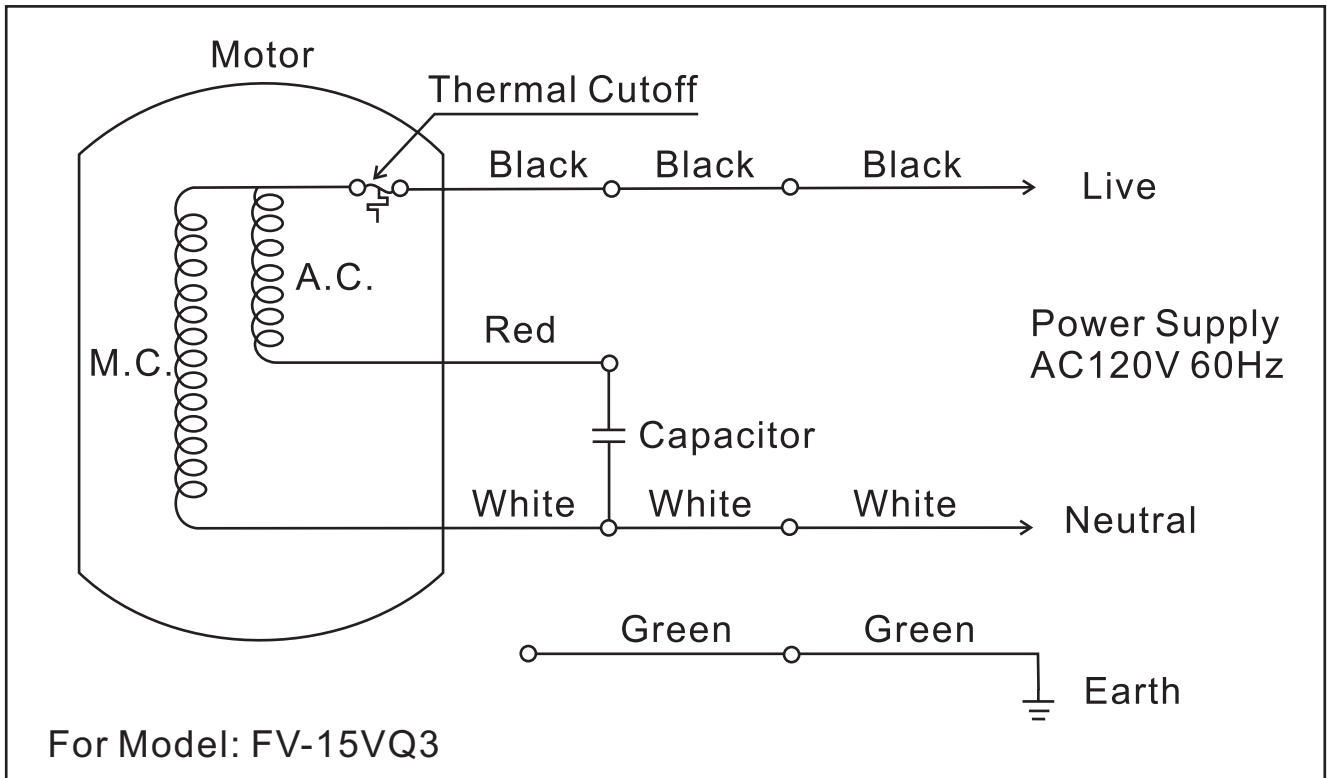 Motor
Thermal Cutoff
Black Black Black
Live
A.C.
Red
Power Supply
AC120V 60Hz
M.C.
Capacitor
White White White
Neutral
Green Green
Earth
For Model: FV-15VQ3